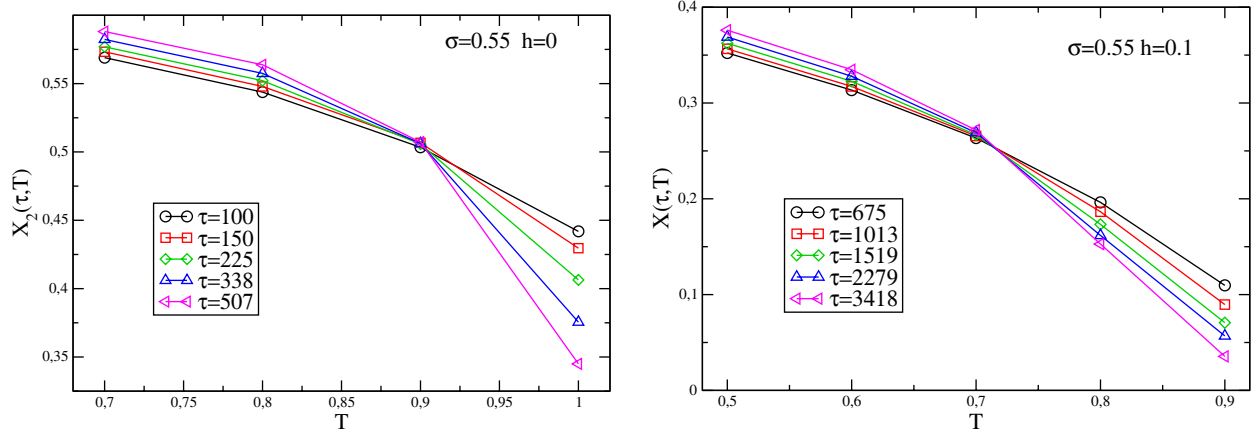 σ=0.55 h=0
X₂(τ,T)
0,55
0,5
0,45
0,4
0,35
τ=100
τ=150
τ=225
τ=338
τ=507
0,7 0,75 0,8 0,85 0,9 0,95 1
T
σ=0.55 h=0.1
X(τ,T)
0,4
0,3
0,2
0,1
0
τ=675
τ=1013
τ=1519
τ=2279
τ=3418
0,5 0,6 0,7 0,8 0,9
T